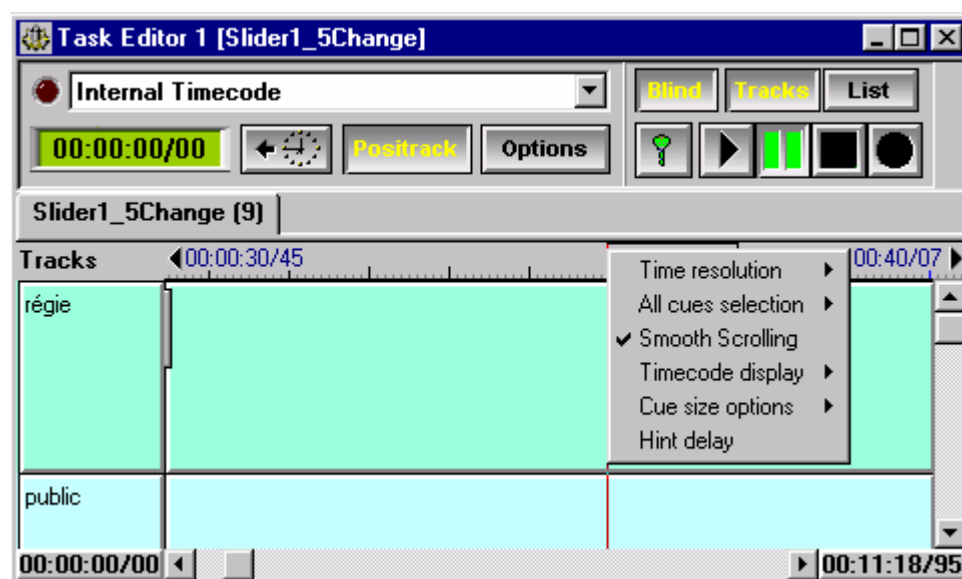 Task Editor 1 [Slider1_5Change]
Internal Timecode
Blind Tracks List
00:00:00/00 Positrack Options
Slider1_5Change (9)
Tracks 00:00:30/45 00:40/07
régie
Time resolution
All cues selection
Smooth Scrolling
Timecode display
Cue size options
Hint delay
public
00:00:00/00 00:11:18/95